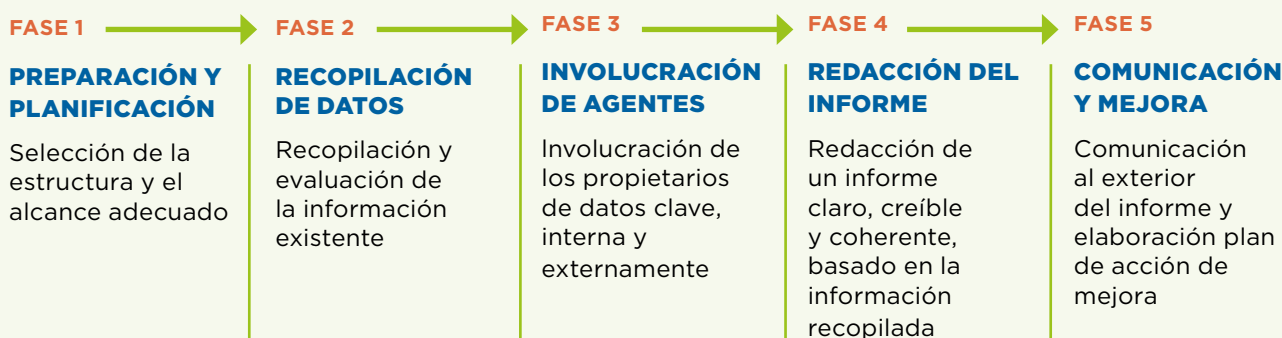 FASE 1
PREPARACIÓN Y
PLANIFICACIÓN
Selección de la
estructura y el
alcance adecuado
FASE 2
RECOPILACIÓN
DE DATOS
Recopilación y
evaluación de
la información
existente
FASE 3
INVOLUCRACIÓN
DE AGENTES
Involucración de
los propietarios
de datos clave,
interna y
externamente
FASE 4
REDACCIÓN DEL
INFORME
Redacción de
un informe
claro, creíble
y coherente,
basado en la
información
recopilada
FASE 5
COMUNICACIÓN
Y MEJORA
Comunicación
al exterior
del informe y
elaboración plan
de acción de
mejora